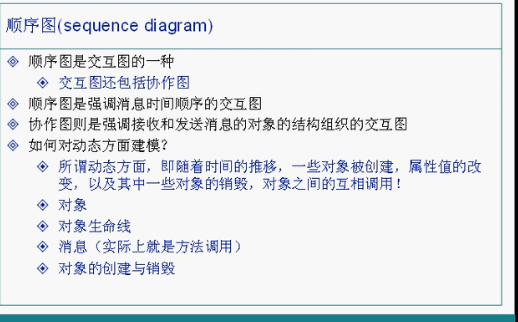 顺序图(sequence diagram)
顺序图是交互图的一种
交互图还包括协作图
顺序图是强调消息时间顺序的交互图
协作图则是强调接收和发送消息的对象的结构组织的交互图
如何对动态方面建模？
所谓动态方面，即随着时间的推移，一些对象被创建，属性值的改
变，以及其中一些对象的销毁，对象之间的互相调用！
对象
对象生命线
消息（实际上就是方法调用）
对象的创建与销毁